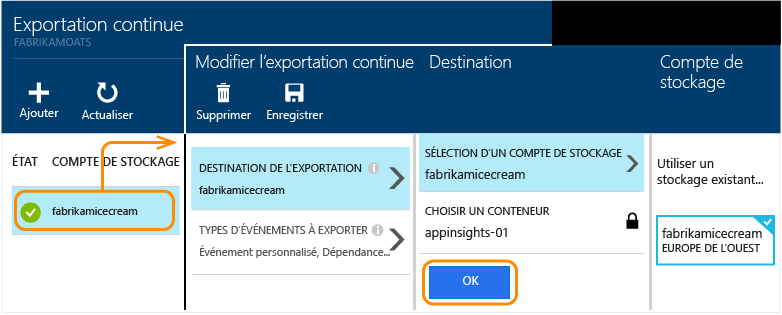 Exportation continue
FABRIKAMOATS
Ajouter
Actualiser
ÉTAT COMPTE DE STOCKAGE
fabrikamicecream
Modifier l'exportation continue
Supprimer
Enregistrer
DESTINATION DE L'EXPORTATION
fabrikamicecream
TYPES D'ÉVÉNEMENTS À EXPORTER
Événement personnalisé, Dépendance...
Destination
SÉLECTION D'UN COMPTE DE STOCKAGE
fabrikamicecream
CHOISIR UN CONTENEUR
appinsights-01
OK
Compte de
stockage
Utiliser un
stockage existant...
fabrikamicecream
EUROPE DE L'OUEST